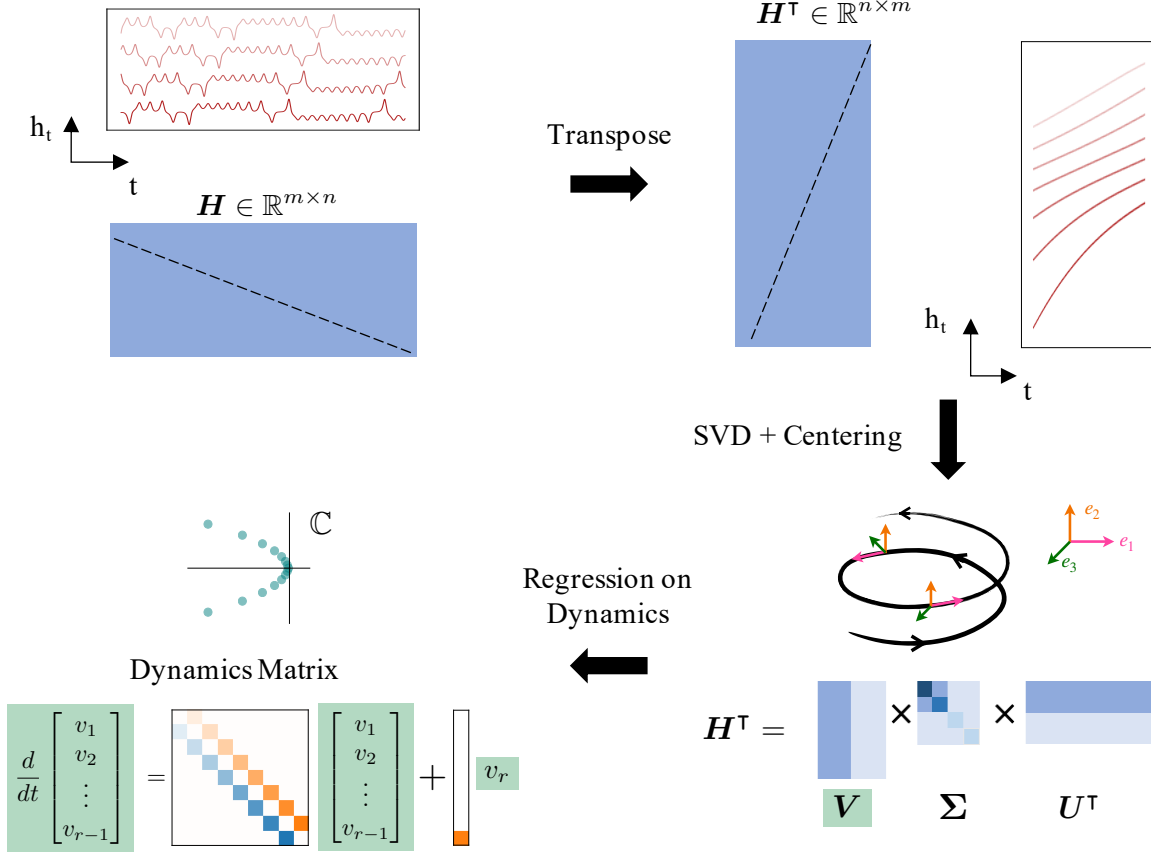 h_t
t
H ∈ ℝ^{m×n}
Transpose
H^⊤ ∈ ℝ^{n×m}
h_t
t
SVD + Centering
e_2
e_1
e_3
H^⊤ = V × Σ × U^⊤
Regression on
Dynamics
ℂ
Dynamics Matrix
d/dt [v_1 v_2 ⋮ v_{r−1}] = [v_1 v_2 ⋮ v_{r−1}] + v_r